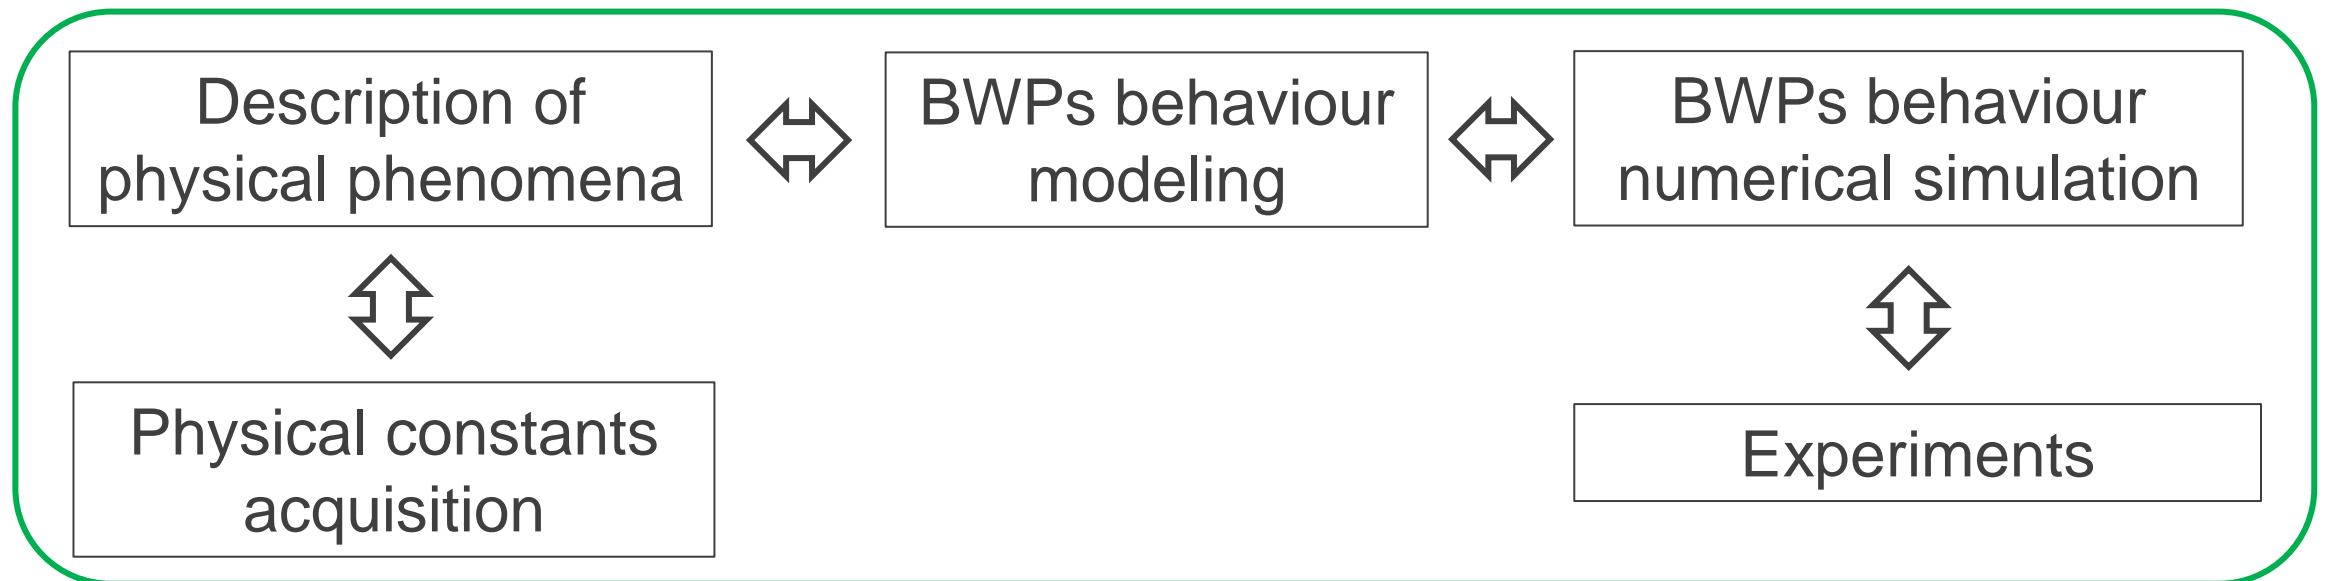 Description of
physical phenomena
BWPs behaviour
modeling
BWPs behaviour
numerical simulation
Physical constants
acquisition
Experiments